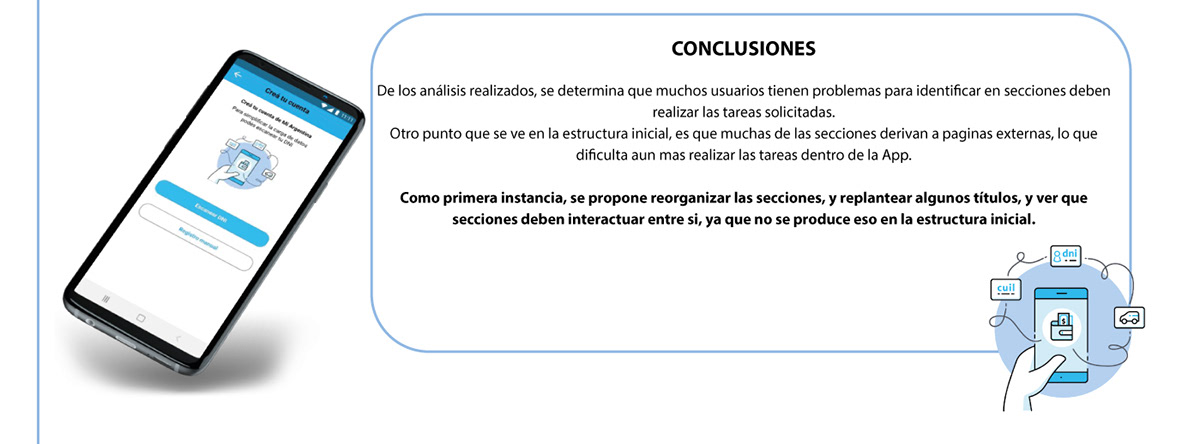 Creá tu cuenta
Creá tu cuenta de Mi Argentina
Para simplificar la carga de datos
podés escanear tu DNI
Escanear DNI
Registro manual
CONCLUSIONES
De los análisis realizados, se determina que muchos usuarios tienen problemas para identificar en secciones deben
realizar las tareas solicitadas.
Otro punto que se ve en la estructura inicial, es que muchas de las secciones derivan a paginas externas, lo que
dificulta aun mas realizar las tareas dentro de la App.
Como primera instancia, se propone reorganizar las secciones, y replantear algunos títulos, y ver que
secciones deben interactuar entre si, ya que no se produce eso en la estructura inicial.
dni
cuil
$